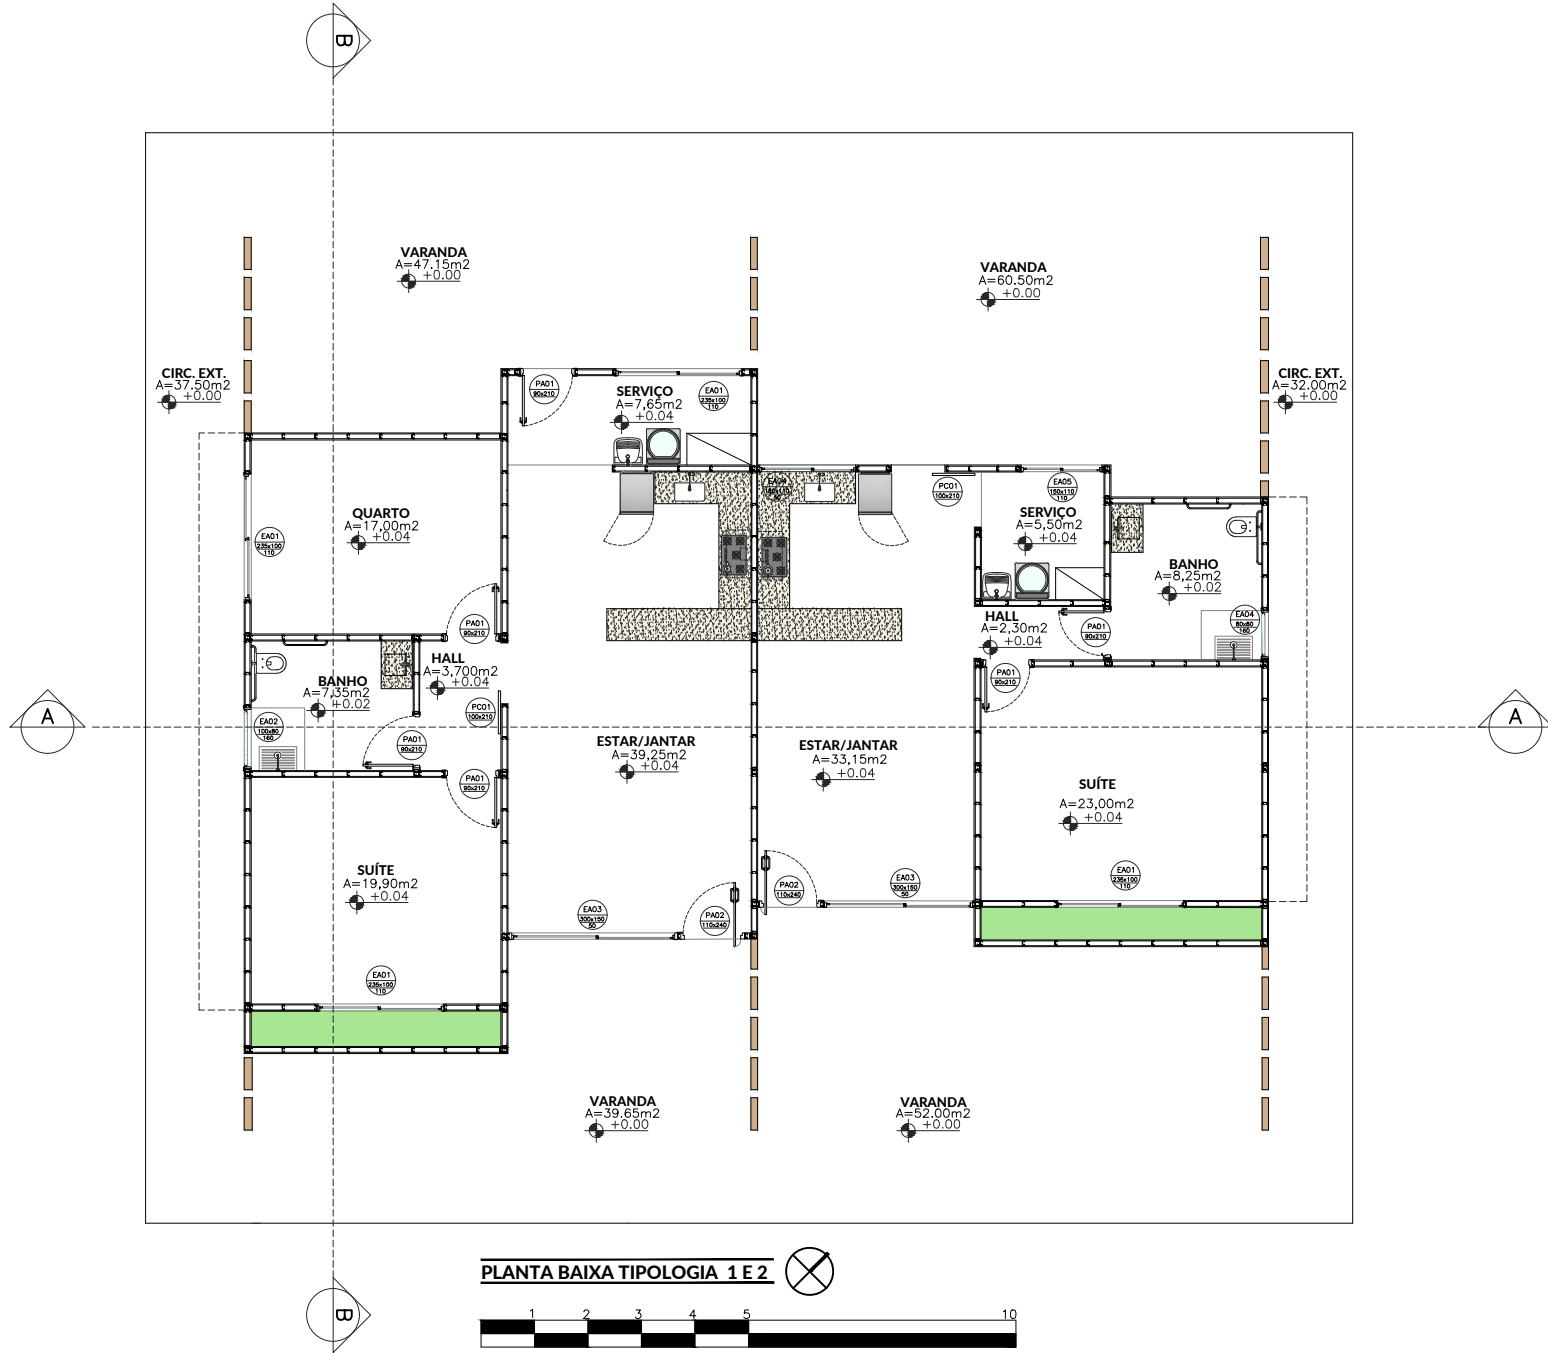 B
VARANDA
A=47.15m2
+0.00
VARANDA
A=60.50m2
+0.00
CIRC. EXT.
A=37.50m2
+0.00
CIRC. EXT.
A=32.00m2
+0.00
PA01
90x210
SERVIÇO
A=7,65m2
+0.04
EA01
235x100
110
QUARTO
A=17,00m2
+0.04
EA01
235x100
110
PC01
100x210
EA05
150x110
110
SERVIÇO
A=5,50m2
+0.04
BANHO
A=8,25m2
+0.02
EA04
80x80
160
PA01
90x210
HALL
A=2,30m2
+0.04
PA01
90x210
PA01
90x210
HALL
A=3,700m2
+0.04
BANHO
A=7,35m2
+0.02
EA02
100x80
160
PC01
100x210
PA01
90x210
PA01
90x210
A
A
ESTAR/JANTAR
A=39,25m2
+0.04
ESTAR/JANTAR
A=33,15m2
+0.04
SUÍTE
A=23,00m2
+0.04
SUÍTE
A=19,90m2
+0.04
EA03
300x150
50
PA02
110x240
PA02
110x240
EA03
300x150
50
EA01
235x100
110
EA01
235x100
110
VARANDA
A=39.65m2
+0.00
VARANDA
A=52.00m2
+0.00
PLANTA BAIXA TIPOLOGIA 1 E 2
B
1 2 3 4 5 10